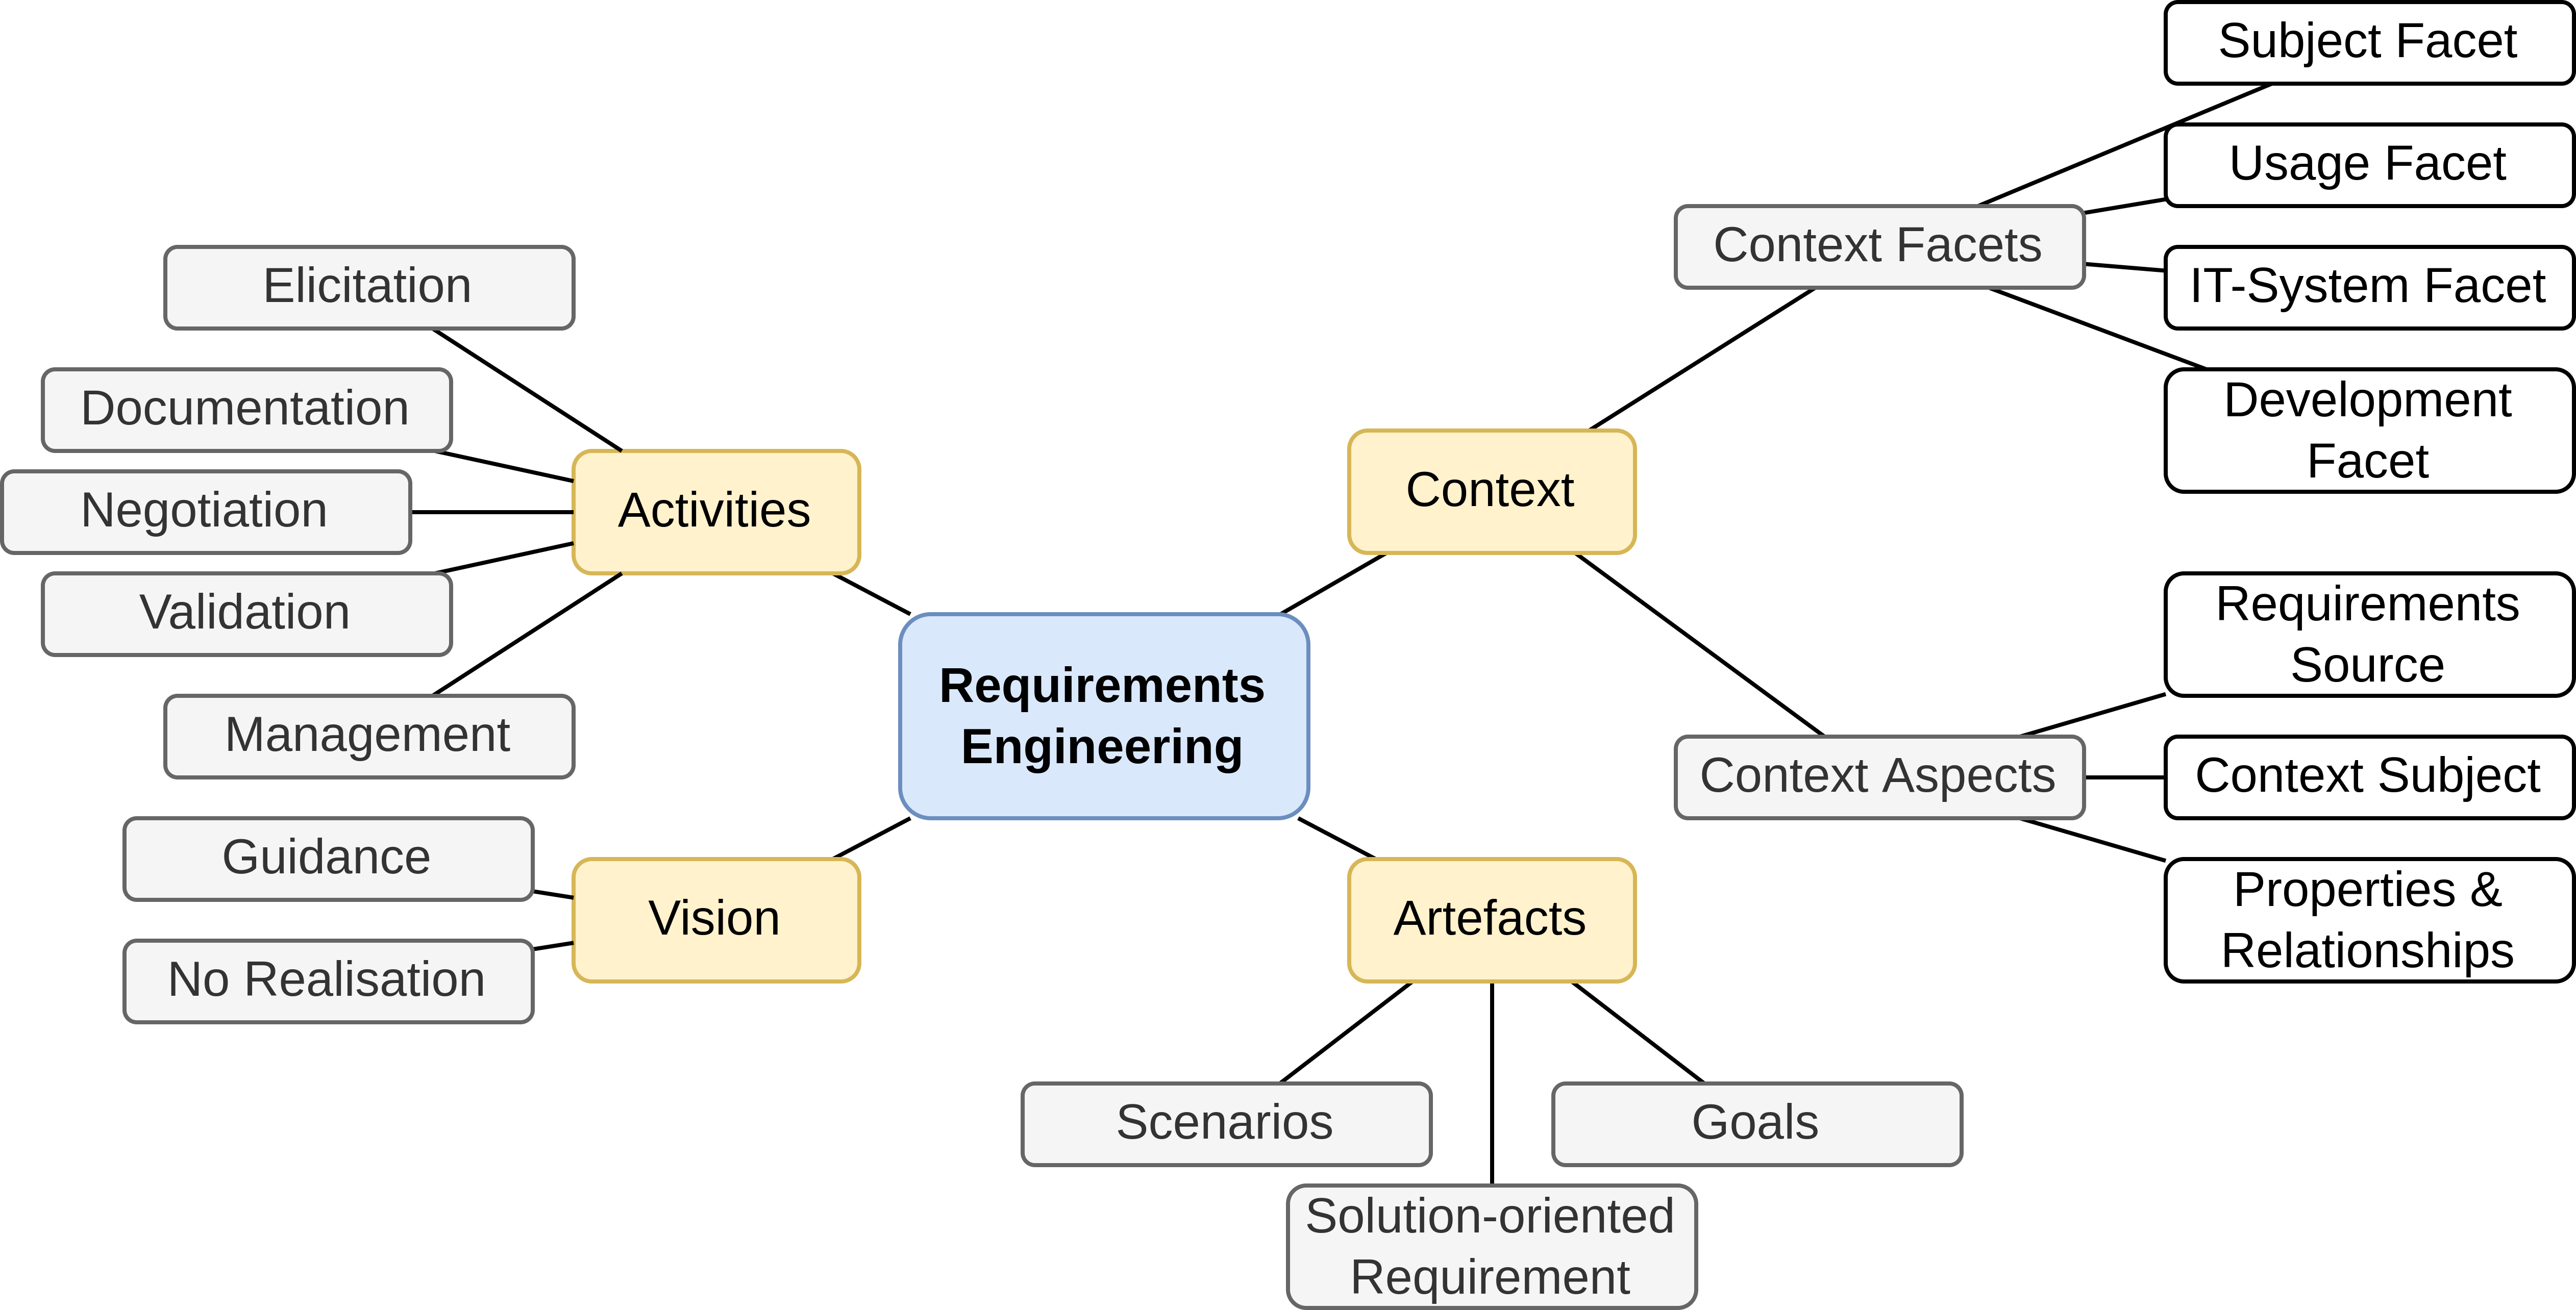 Subject Facet
Usage Facet
Context Facets
IT-System Facet
Development
Facet
Elicitation
Documentation
Negotiation
Validation
Management
Activities
Context
Requirements
Engineering
Requirements
Source
Context Aspects
Context Subject
Properties &
Relationships
Guidance
No Realisation
Vision
Artefacts
Scenarios
Goals
Solution-oriented
Requirement